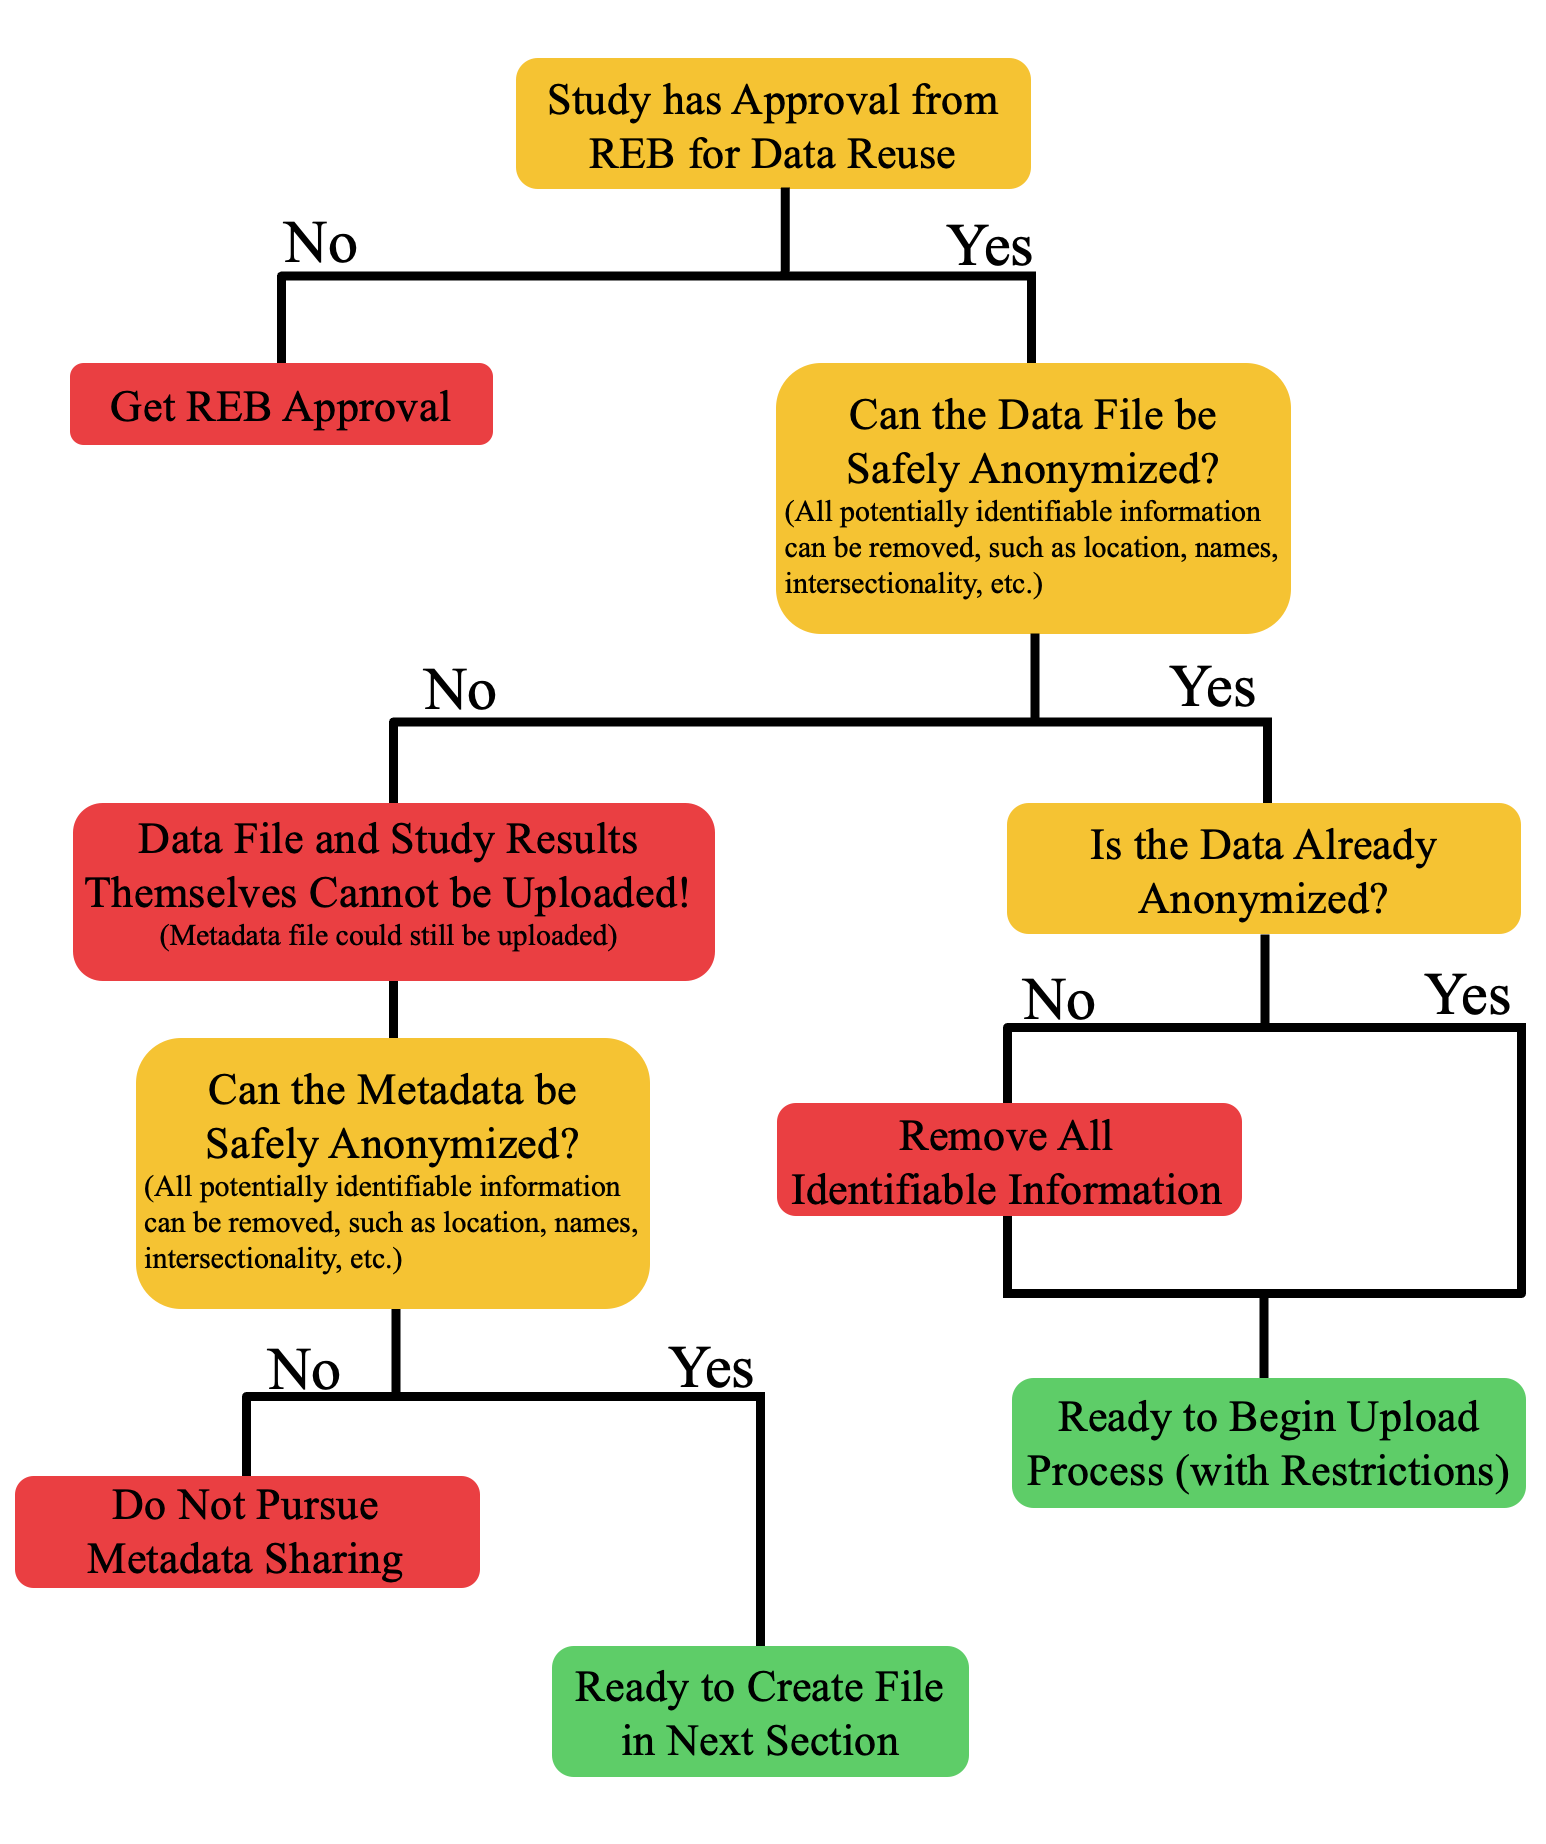 Study has Approval from
REB for Data Reuse
No
Yes
Get REB Approval
Can the Data File be
Safely Anonymized?
(All potentially identifiable information
can be removed, such as location, names,
intersectionality, etc.)
No
Yes
Data File and Study Results
Themselves Cannot be Uploaded!
(Metadata file could still be uploaded)
Is the Data Already
Anonymized?
No
Yes
Can the Metadata be
Safely Anonymized?
(All potentially identifiable information
can be removed, such as location, names,
intersectionality, etc.)
Remove All
Identifiable Information
No
Yes
Ready to Begin Upload
Process (with Restrictions)
Do Not Pursue
Metadata Sharing
Ready to Create File
in Next Section